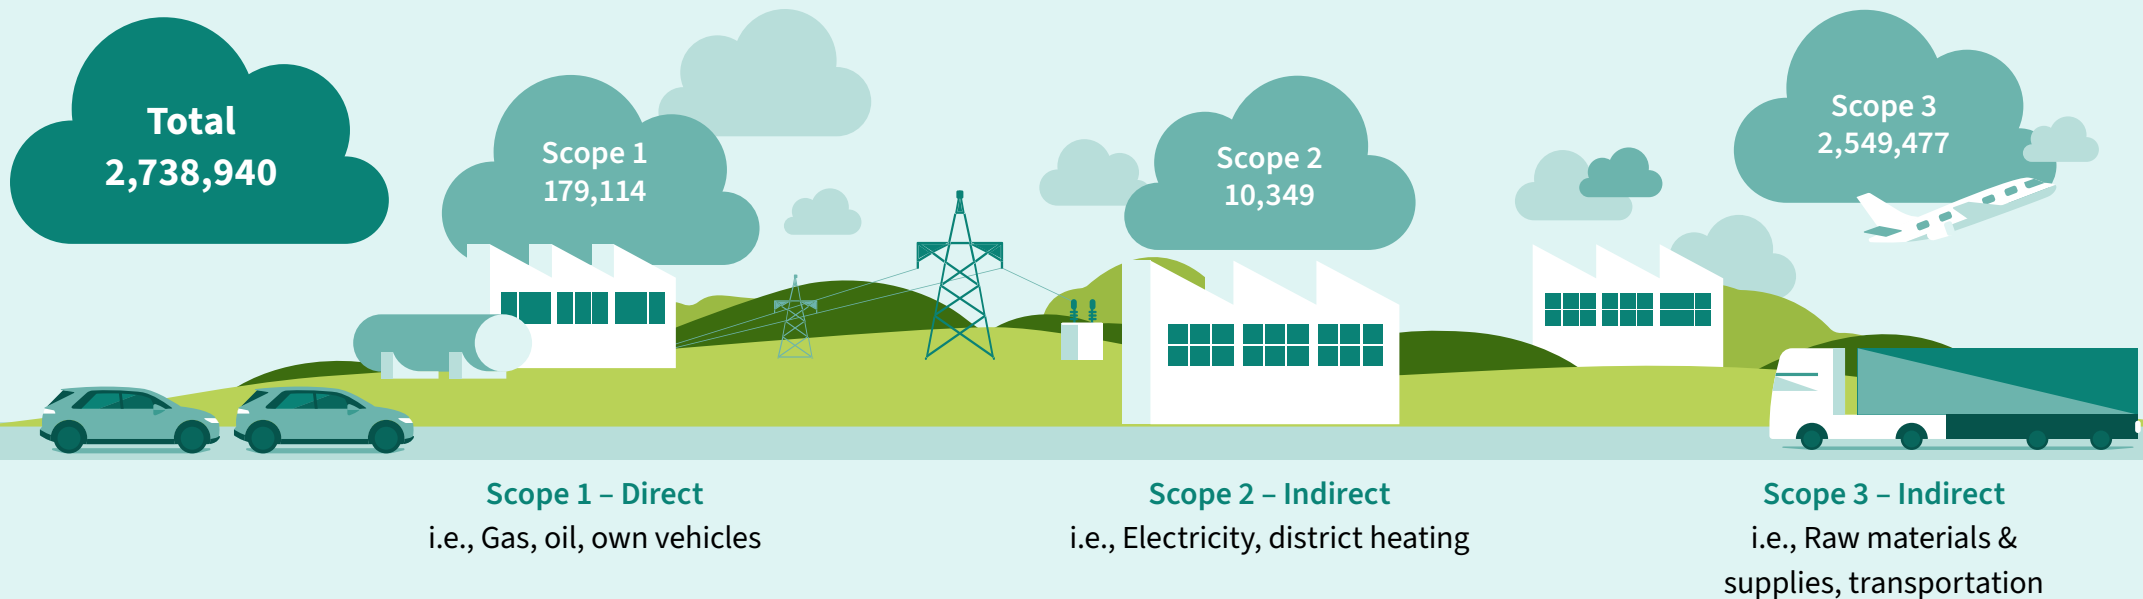 Total
2,738,940
Scope 1
179,114
Scope 2
10,349
Scope 3
2,549,477
Scope 1 – Direct
i.e., Gas, oil, own vehicles
Scope 2 – Indirect
i.e., Electricity, district heating
Scope 3 – Indirect
i.e., Raw materials &
supplies, transportation